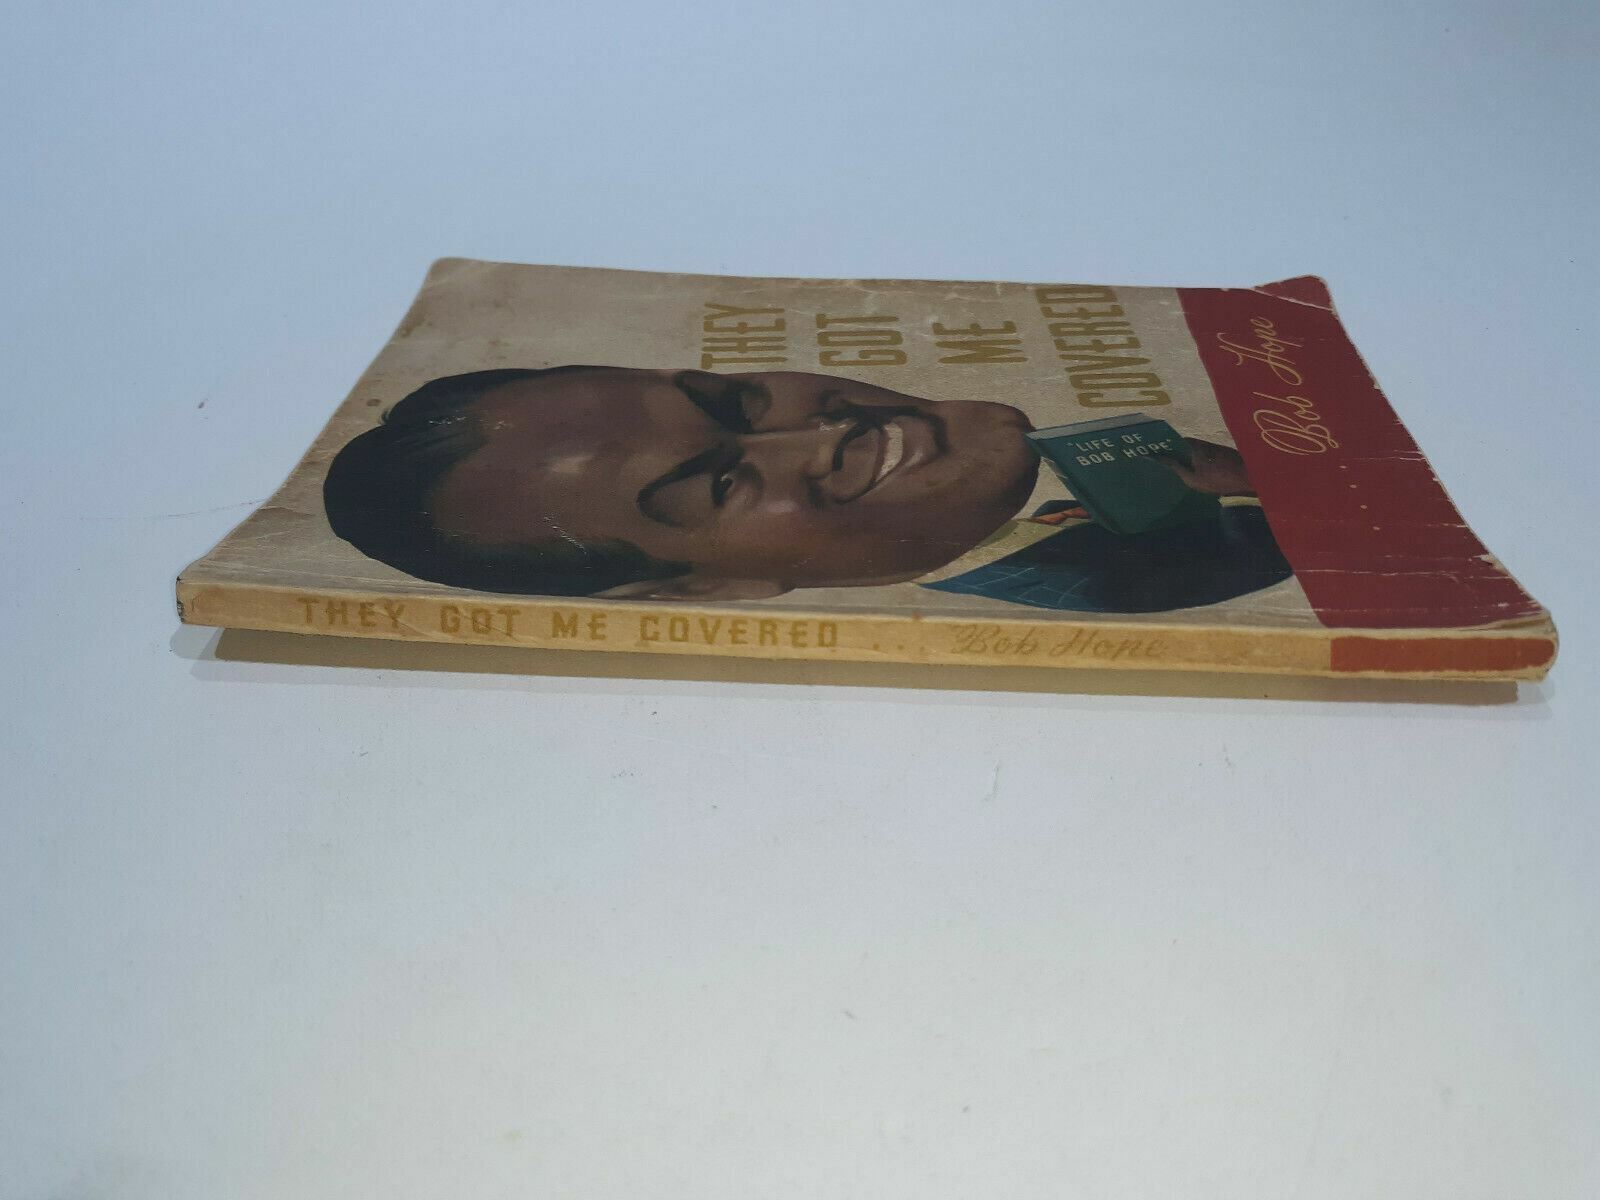 THEY
GOT
ME
COVERED
"LIFE OF
BOB HOPE"
Bob Hope
THEY GOT ME COVERED ... Bob Hope